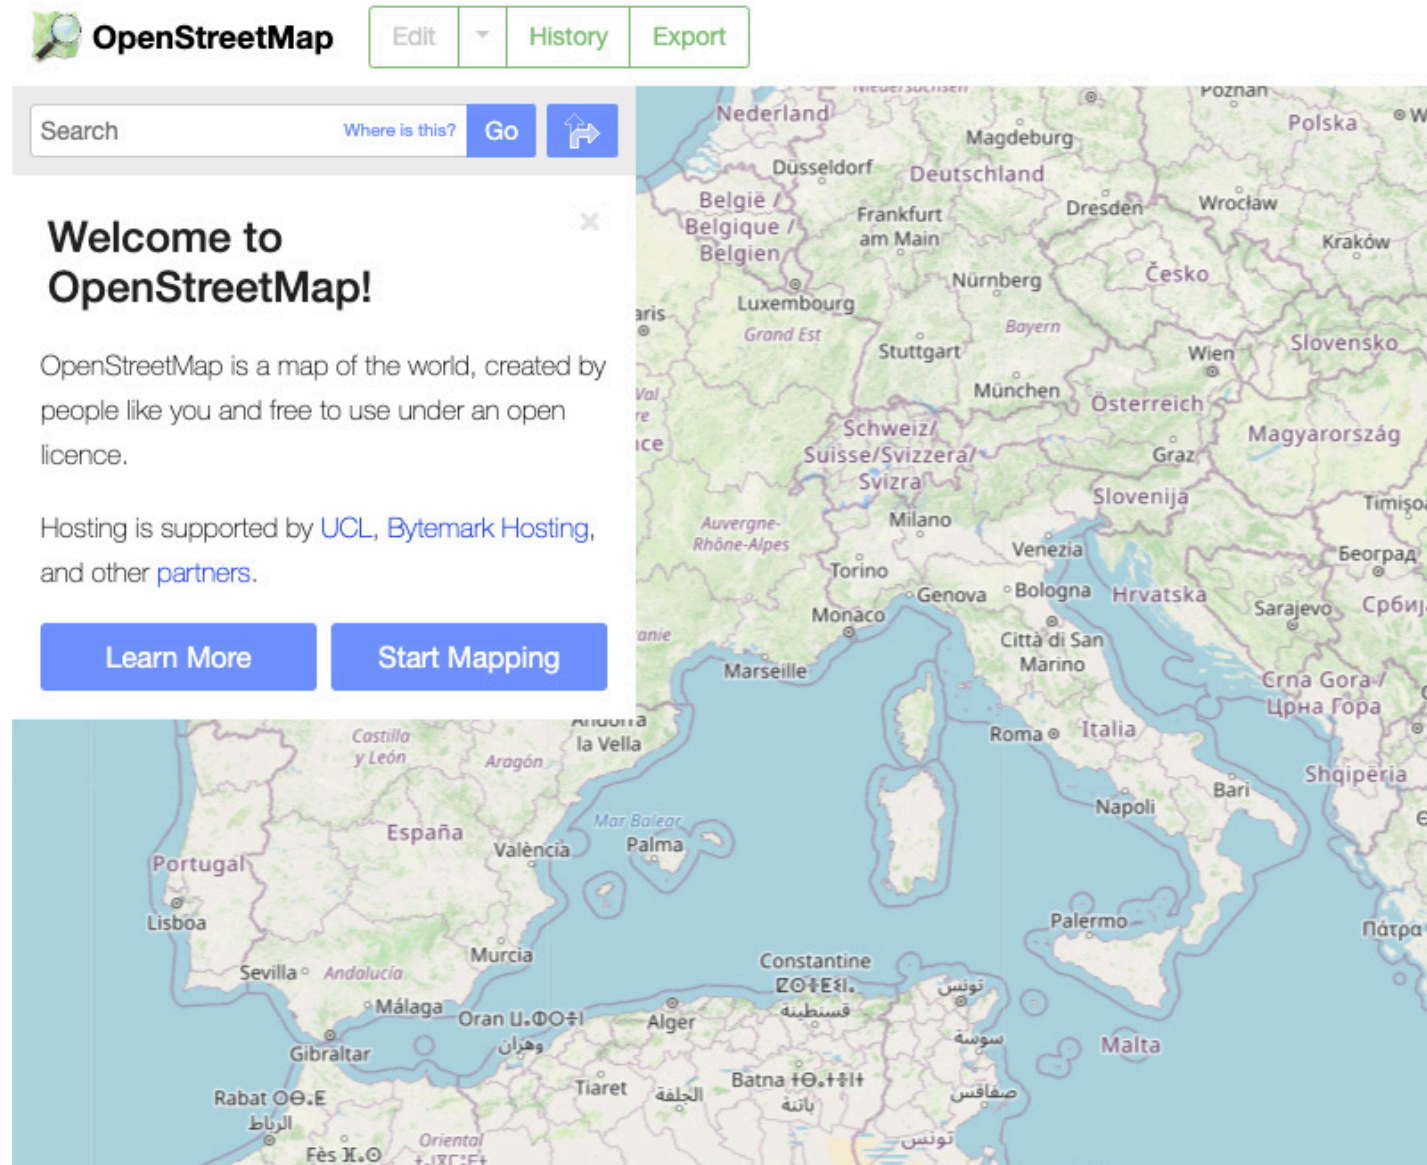 OpenStreetMap
Edit
History
Export
Search
Where is this?
Go
Welcome to
OpenStreetMap!
OpenStreetMap is a map of the world, created by
people like you and free to use under an open
licence.
Hosting is supported by UCL, Bytemark Hosting,
and other partners.
Learn More
Start Mapping
Nederland
Magdeburg
Poznań
Polska
Düsseldorf
Deutschland
België /
Belgique /
Belgien
Frankfurt
am Main
Dresden
Wrocław
Kraków
Česko
Nürnberg
Luxembourg
Grand Est
Bayern
Stuttgart
Wien
Slovensko
München
Österreich
Schweiz/
Suisse/Svizzera/
Svizra
Graz
Magyarország
Slovenija
Milano
Auvergne-
Rhône-Alpes
Venezia
Torino
Београд
Genova
Bologna
Hrvatska
Sarajevo
Monaco
Città di San
Marino
Marseille
Crna Gora /
Црна Гора
Andorra
la Vella
Castilla
y León
Aragón
Roma
Italia
Shqipëria
Bari
Napoli
España
Mar Balear
Palma
València
Portugal
Lisboa
Palermo
Πάτρα
Murcia
Sevilla
Andalucía
Constantine
قسنطينة
تونس
Málaga
Oran
وهران
Alger
سوسة
Malta
Gibraltar
Tiaret
الجلفة
Batna
باتنة
صفاقس
Rabat
الرباط
تونس
Oriental
Fès